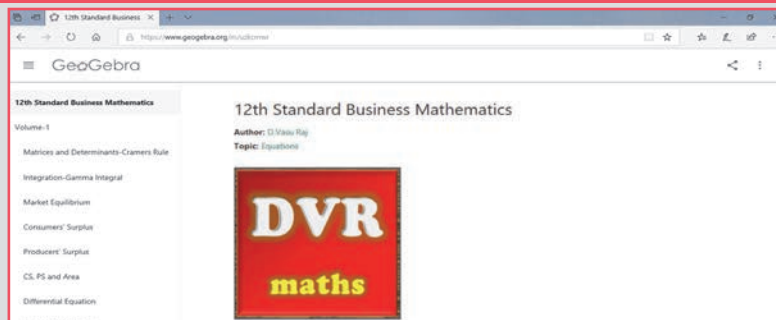 12th Standard Business
https://www.geogebra.org/m/
GeoGebra
12th Standard Business Mathematics
Volume-1
Matrices and Determinants-Cramers Rule
Integration-Gamma Integral
Market Equilibrium
Consumers' Surplus
Producers' Surplus
CS, PS and Area
Differential Equation
12th Standard Business Mathematics
Author: D.Vasu Raj
Topic: Equations
DVR
maths